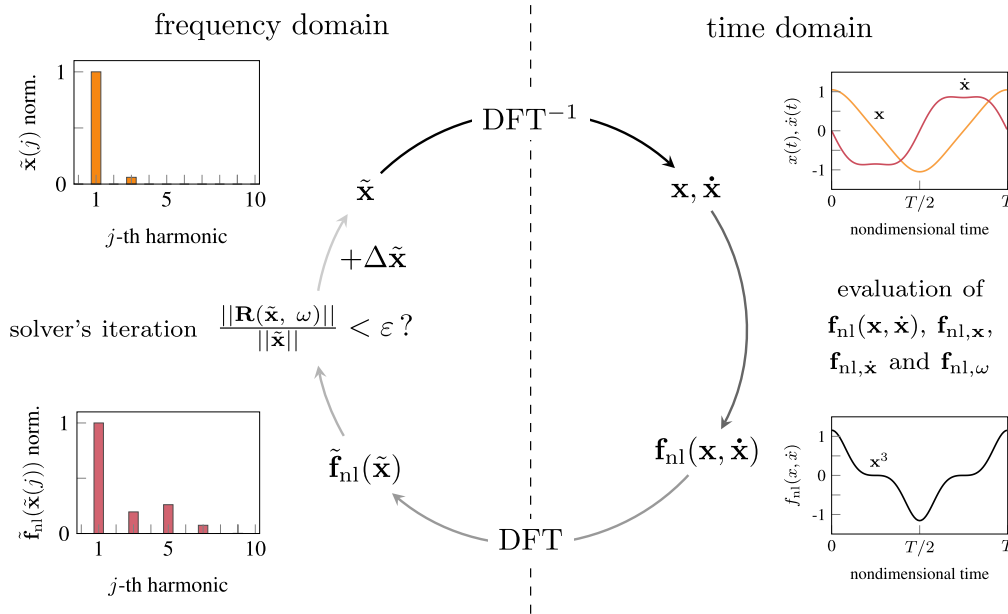 frequency domain
time domain
1
0
x̃(j) norm.
1
5
10
j-th harmonic
DFT⁻¹
x̃
x, ẋ
1
0
-1
x(t), ẋ(t)
x
ẋ
0
T/2
T
nondimensional time
+Δx̃
solver's iteration ||R(x̃, ω)|| / ||x̃|| < ε ?
evaluation of
f_nl(x, ẋ), f_nl,x,
f_nl,ẋ and f_nl,ω
1
0
f̃_nl(x̃(j)) norm.
1
5
10
j-th harmonic
f̃_nl(x̃)
f_nl(x, ẋ)
DFT
1
0
-1
f_nl(x, ẋ)
x³
0
T/2
T
nondimensional time